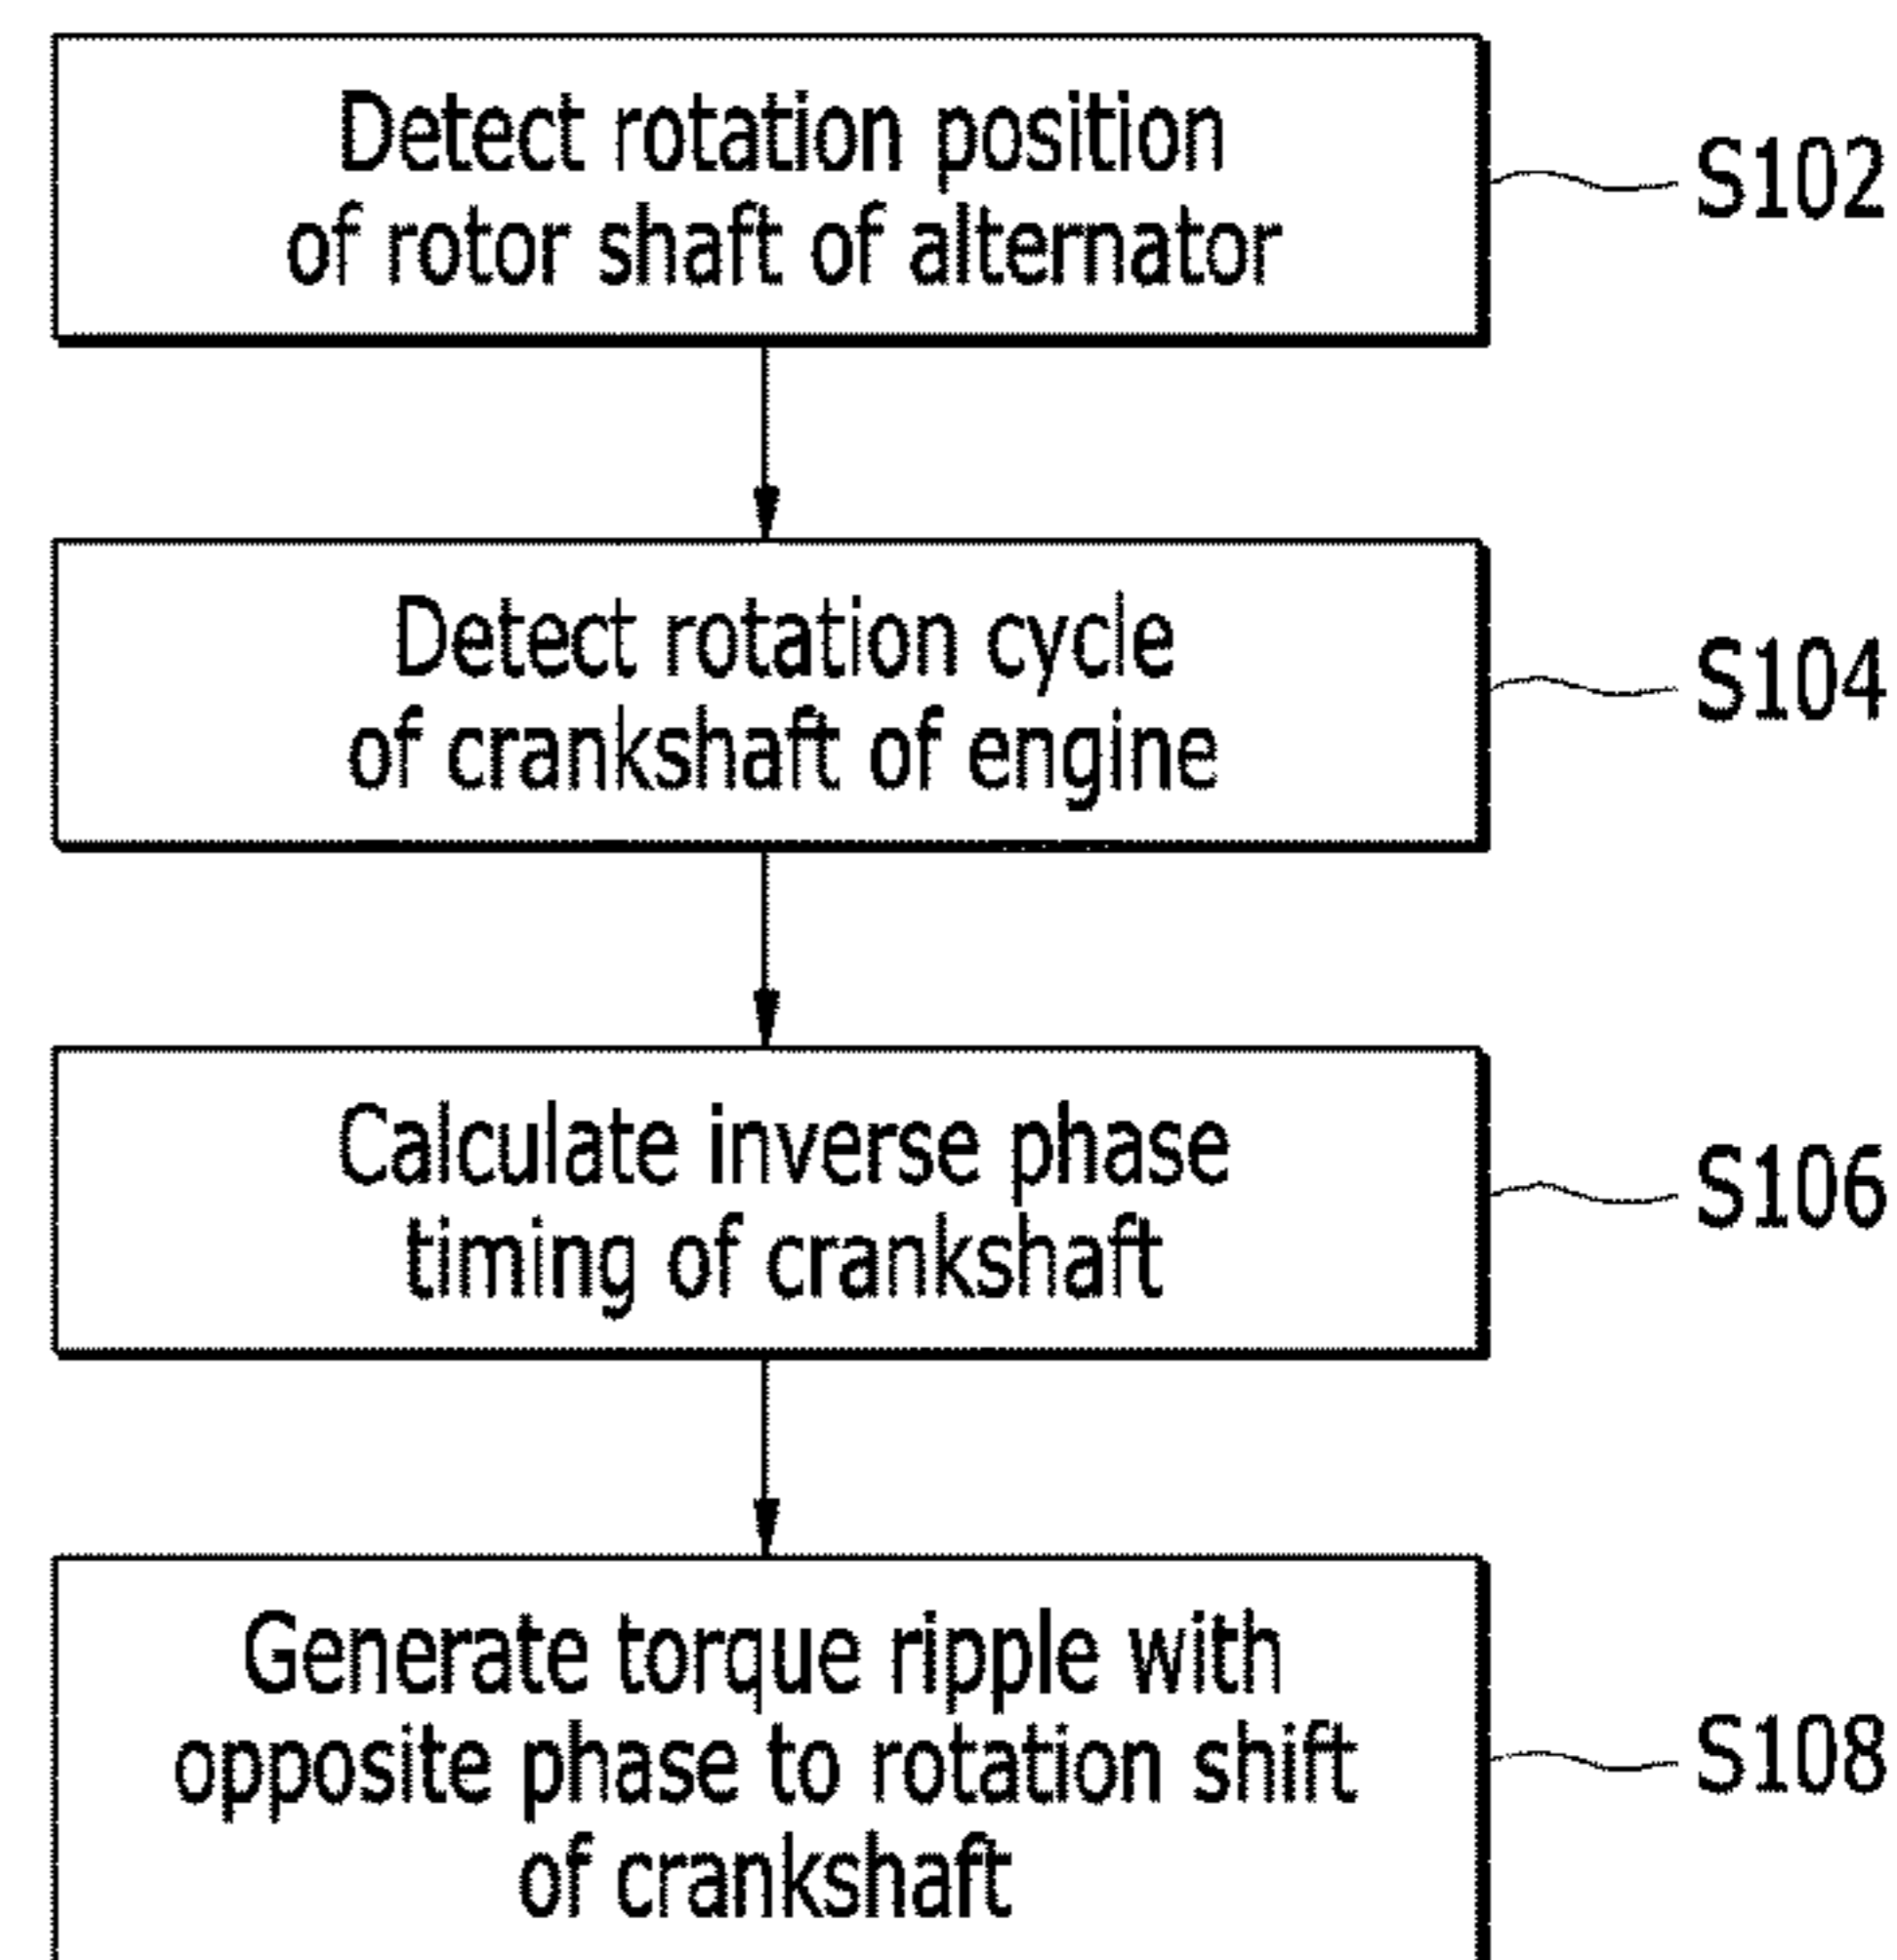 Detect rotation position
of rotor shaft of alternator
S102
Detect rotation cycle
of crankshaft of engine
S104
Calculate inverse phase
timing of crankshaft
S106
Generate torque ripple with
opposite phase to rotation shift
of crankshaft
S108